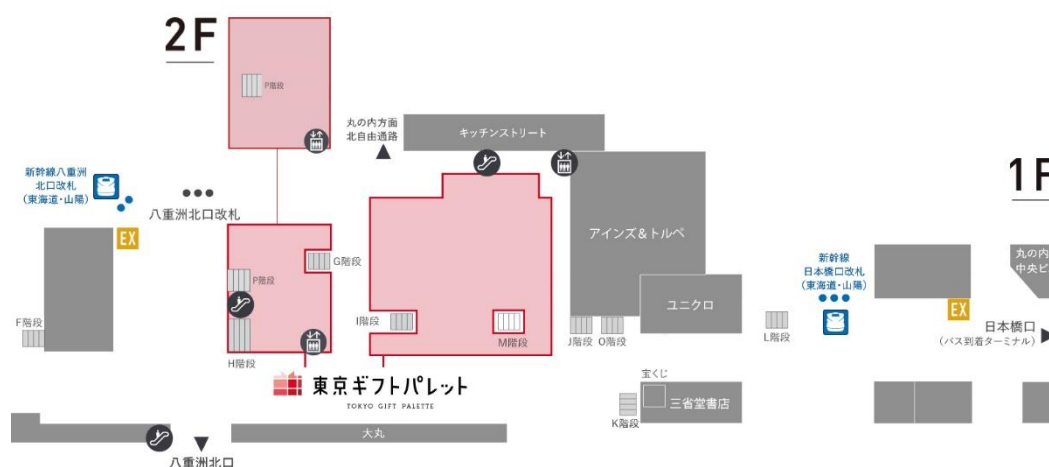 2F
P階段
丸の内方面
北自由通路
キッチンストリート
新幹線八重洲
北口改札
(東海道・山陽)
八重洲北口改札
1F
EX
アインズ&トルペ
G階段
P階段
新幹線
日本橋口改札
(東海道・山陽)
丸の内
中央ビ
ユニクロ
EX
F階段
I階段
M階段
J階段
O階段
L階段
日本橋口
(バス到着ターミナル)
H階段
東京ギフトパレット
TOKYO GIFT PALETTE
宝くじ
三省堂書店
K階段
大丸
八重洲北口